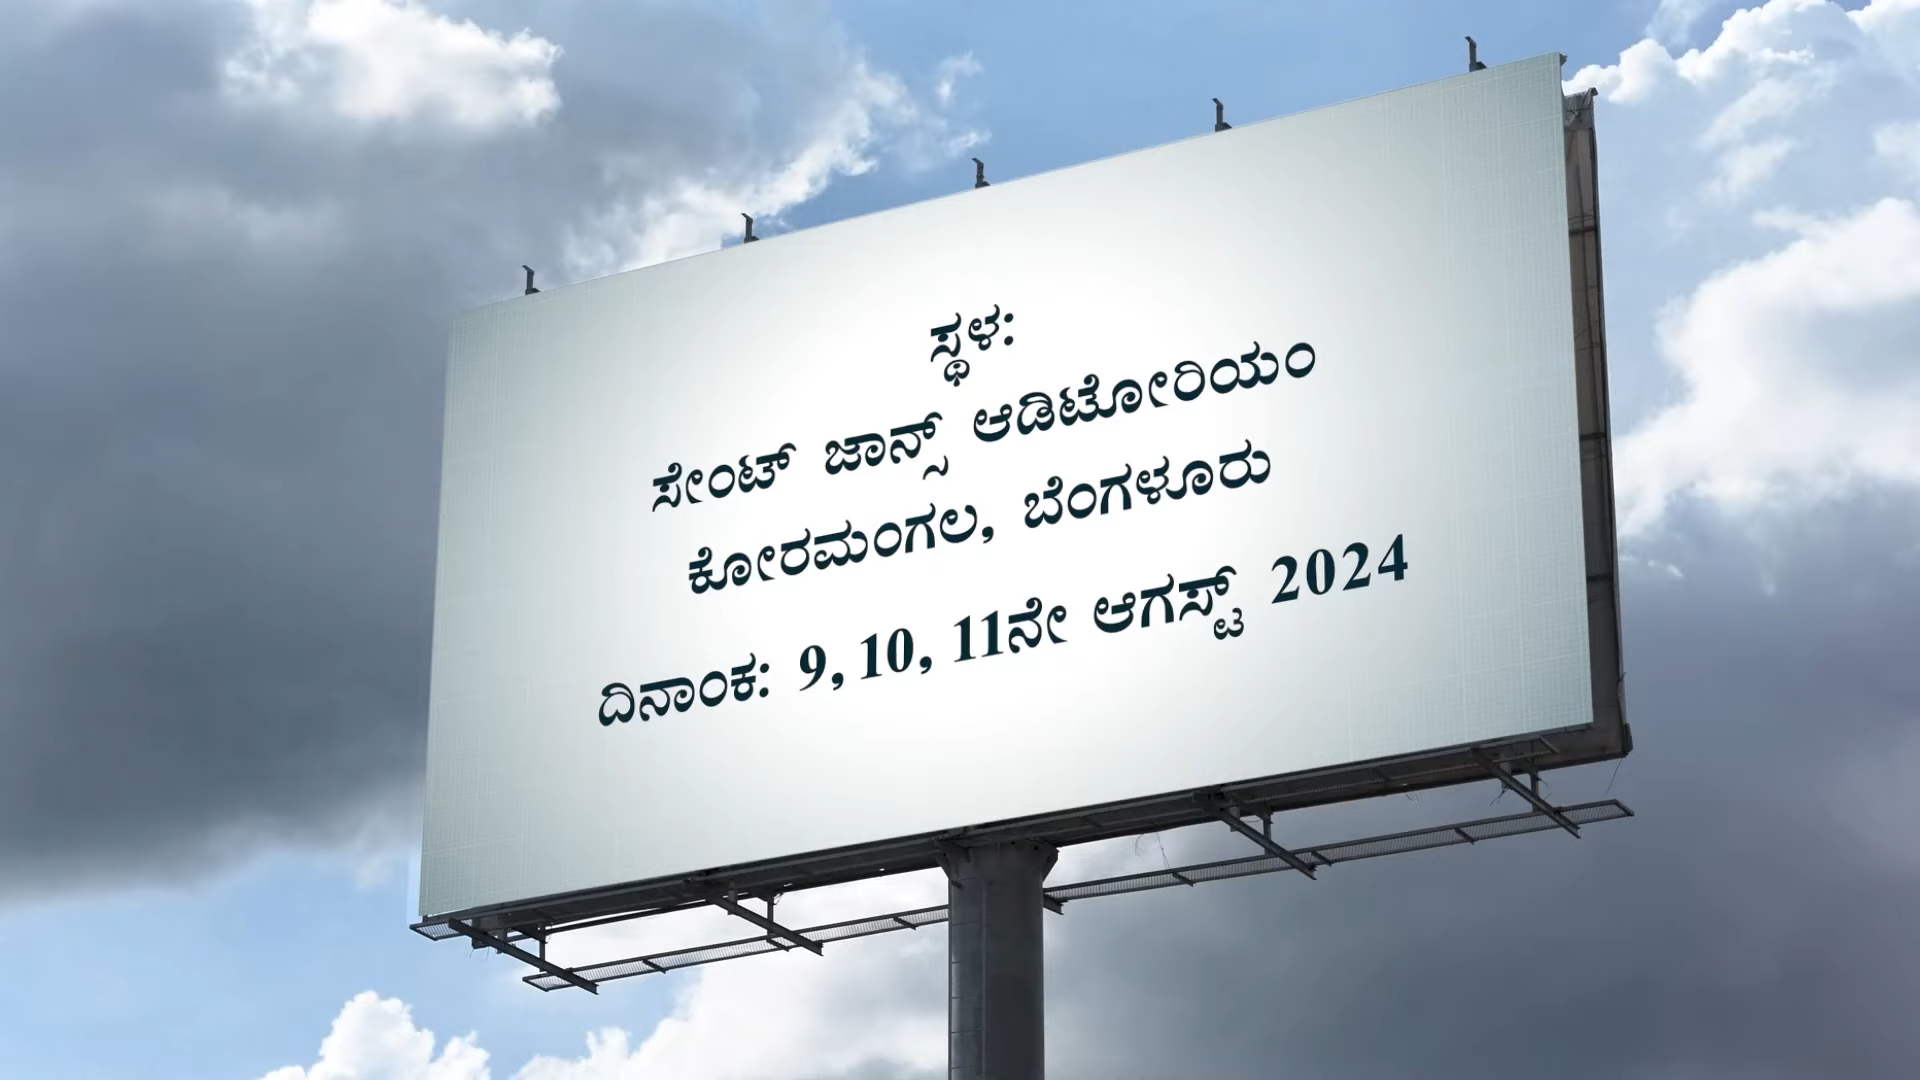 ಸ್ಥಳ:
ಸೇಂಟ್ ಜಾನ್ಸ್ ಆಡಿಟೋರಿಯಂ
ಕೋರಮಂಗಲ, ಬೆಂಗಳೂರು
ದಿನಾಂಕ: 9, 10, 11ನೇ ಆಗಸ್ಟ್ 2024